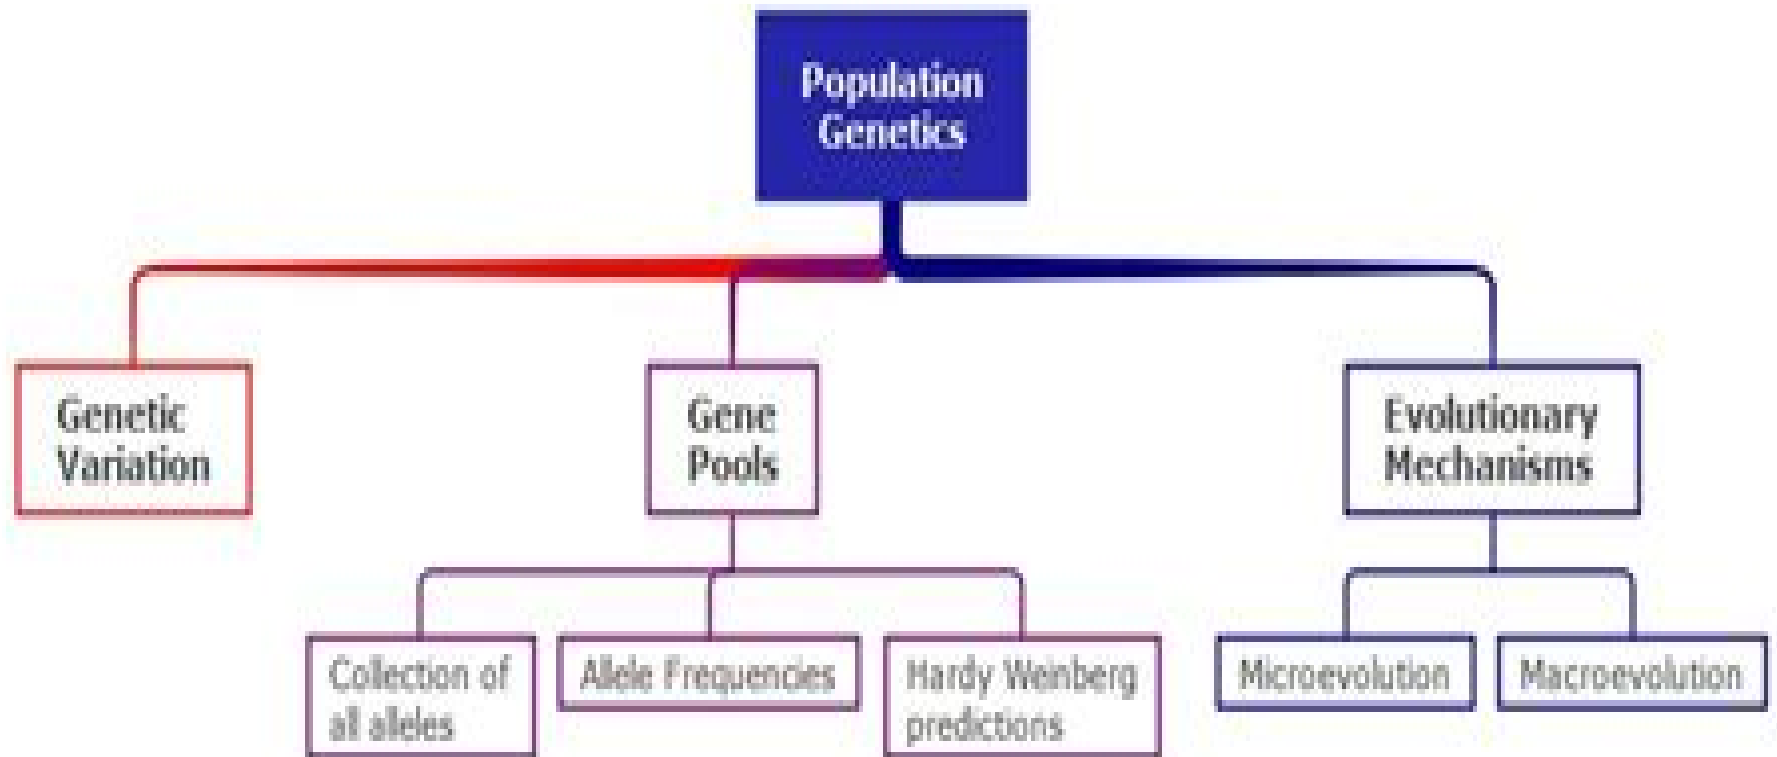 Population
Genetics
Genetic
Variation
Gene
Pools
Evolutionary
Mechanisms
Collection of
all alleles
Allele Frequencies
Hardy Weinberg
predictions
Microevolution
Macroevolution